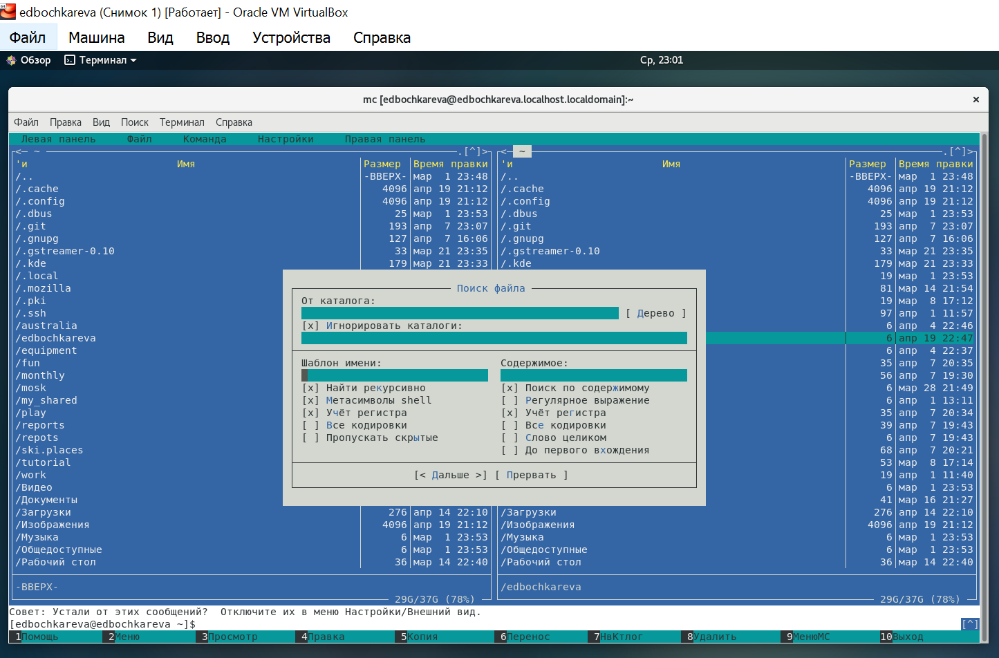 edbochkareva (Снимок 1) [Работает] - Oracle VM VirtualBox
Файл Машина Вид Ввод Устройства Справка
Обзор Терминал Ср, 23:01
mc [edbochkareva@edbochkareva.localhost.localdomain]:~
Файл Правка Вид Поиск Терминал Справка
Левая панель Файл Команда Настройки Правая панель
<─ ~ .[^]> <─ ~ .[^]>
'и Имя Размер Время правки 'и Имя Размер Время правки
/.. -ВВЕРХ- мар 1 23:48 /.. -ВВЕРХ- мар 1 23:48
/.cache 4096 апр 19 21:12 /.cache 4096 апр 19 21:12
/.config 4096 апр 19 21:12 /.config 4096 апр 19 21:12
/.dbus 25 мар 1 23:53 /.dbus 25 мар 1 23:53
/.git 193 апр 7 23:07 /.git 193 апр 7 23:07
/.gnupg 127 апр 7 16:06 /.gnupg 127 апр 7 16:06
/.gstreamer-0.10 33 мар 21 23:35 /.gstreamer-0.10 33 мар 21 23:35
/.kde 179 мар 21 23:33 /.kde 179 мар 21 23:33
/.local 19 мар 1 23:53
/.mozilla Поиск файла 81 мар 14 21:54
/.pki От каталога: 19 мар 8 17:12
/.ssh [ Дерево ] 97 апр 1 11:57
/australia [x] Игнорировать каталоги: 6 апр 4 22:46
/edbochkareva 6 апр 19 22:47
/equipment 6 апр 4 22:37
/fun Шаблон имени: Содержимое: 35 апр 7 20:35
/monthly 56 апр 7 19:30
/mosk [x] Найти рекурсивно [x] Поиск по содержимому 6 мар 28 21:49
/my_shared [x] Метасимволы shell [ ] Регулярное выражение 6 апр 1 13:11
/play [x] Учёт регистра [x] Учёт регистра 35 апр 7 20:34
/reports [ ] Все кодировки [ ] Все кодировки 39 апр 7 19:43
/repots [ ] Пропускать скрытые [ ] Слово целиком 6 апр 7 19:43
/ski.places [ ] До первого вхождения 68 апр 7 20:21
/tutorial 53 мар 8 17:14
/work [< Дальше >] [ Прервать ] 19 апр 1 11:40
/Видео 6 мар 1 23:53
/Документы 41 мар 16 21:27
/Загрузки 276 апр 14 22:10 /Загрузки 276 апр 14 22:10
/Изображения 4096 апр 19 21:12 /Изображения 4096 апр 19 21:12
/Музыка 6 мар 1 23:53 /Музыка 6 мар 1 23:53
/Общедоступные 6 мар 1 23:53 /Общедоступные 6 мар 1 23:53
/Рабочий стол 36 мар 14 22:40 /Рабочий стол 36 мар 14 22:40
-ВВЕРХ- /edbochkareva
29G/37G (78%) 29G/37G (78%)
Совет: Устали от этих сообщений? Отключите их в меню Настройки/Внешний вид.
[edbochkareva@edbochkareva ~]$ [^]
1Помощь 2Меню 3Просмотр 4Правка 5Копия 6Перенос 7НвКтлог 8Удалить 9МенюМС 10Выход